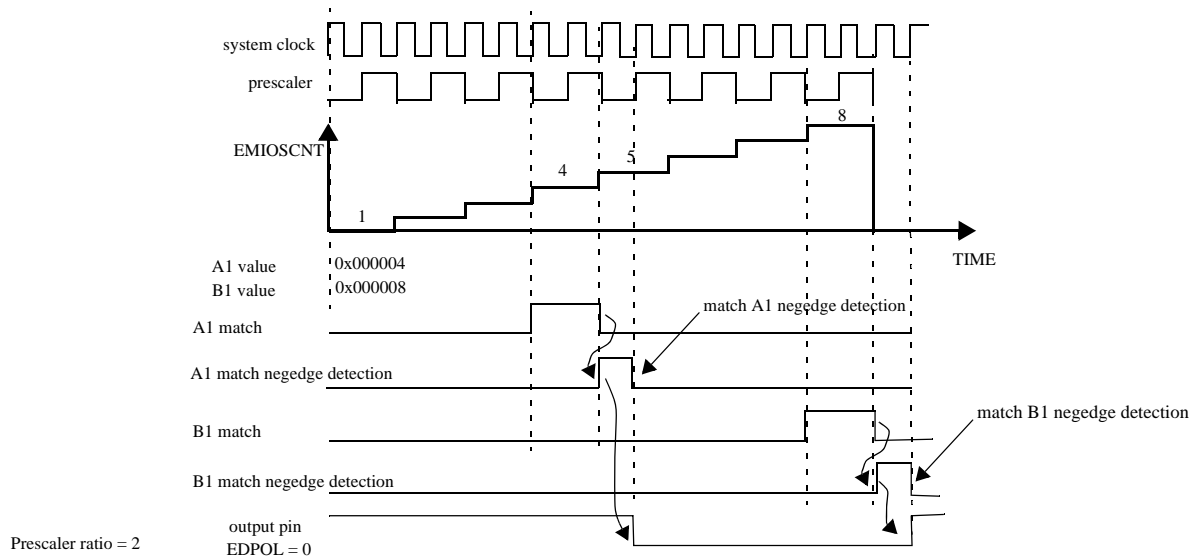 system clock
prescaler
8
EMIOSCNT
5
4
1
TIME
A1 value 0x000004
B1 value 0x000008
match A1 negedge detection
A1 match
A1 match negedge detection
match B1 negedge detection
B1 match
B1 match negedge detection
output pin
Prescaler ratio = 2 EDPOL = 0